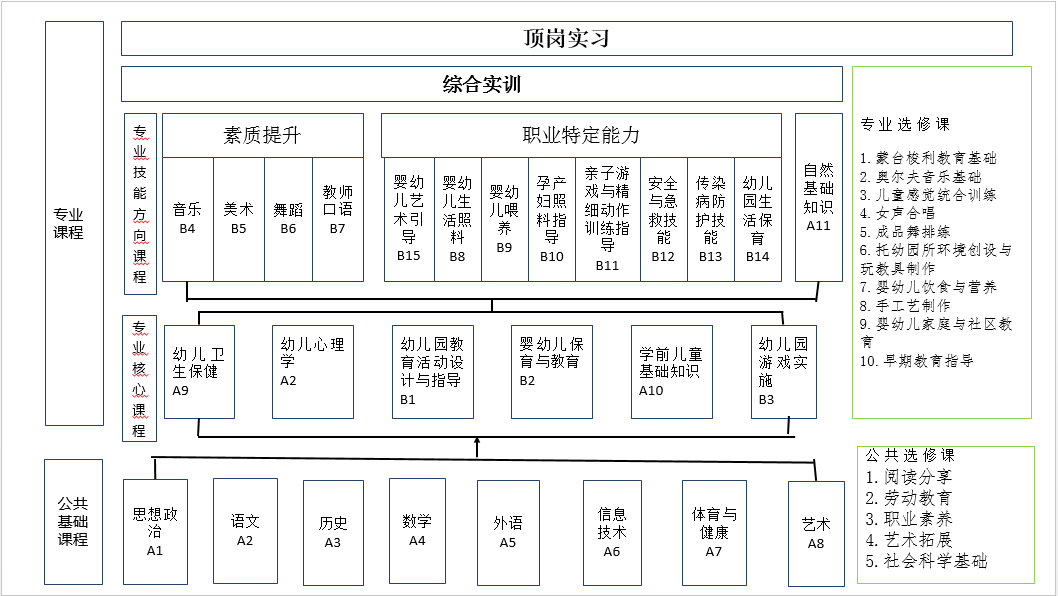 顶岗实习
综合实训
专业
课程
专
业
技
能
方
向
课
程
素质提升
音乐
B4
美术
B5
舞蹈
B6
教师
口语
B7
职业特定能力
婴幼
儿艺
术引
导
B15
婴幼
儿生
活照
料
B8
婴幼
儿喂
养
B9
孕产
妇照
料指
导
B10
亲子游
戏与精
细动作
训练指
导
B11
安全
与急
救技
能
B12
传染
病防
护技
能
B13
幼儿
园生
活保
育
B14
自然
基础
知识
A11
专业选修课
1. 蒙台梭利教育基础
2. 奥尔夫音乐基础
3. 儿童感觉统合训练
4. 女声合唱
5. 成品舞排练
6. 托幼园所环境创设与
玩教具制作
7. 婴幼儿饮食与营养
8. 手工艺制作
9. 婴幼儿家庭与社区教
育
10. 早期教育指导
专
业
核
心
课
程
幼儿卫
生保健
A9
幼儿心理
学
A2
幼儿园教
育活动设
计与指导
B1
婴幼儿保
育与教育
B2
学前儿童
基础知识
A10
幼儿园
游戏实
施
B3
公共
基础
课程
思想政
治
A1
语文
A2
历史
A3
数学
A4
外语
A5
信息
技术
A6
体育与
健康
A7
艺术
A8
公共选修课
1. 阅读分享
2. 劳动教育
3. 职业素养
4. 艺术拓展
5. 社会科学基础